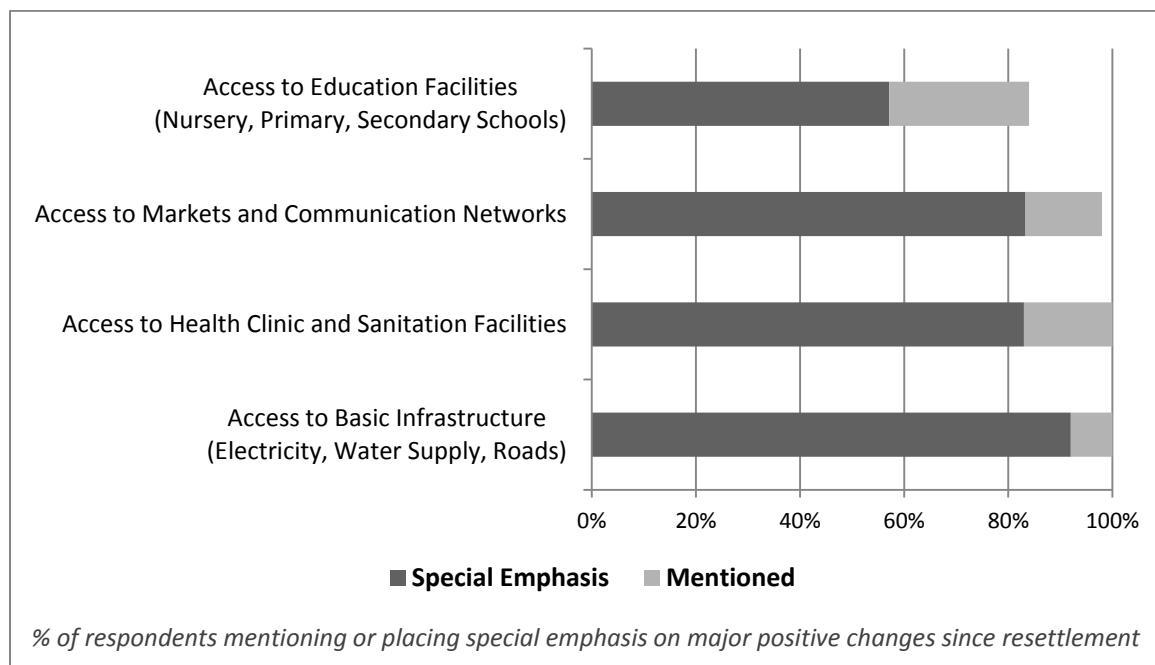 Access to Education Facilities
(Nursery, Primary, Secondary Schools)
Access to Markets and Communication Networks
Access to Health Clinic and Sanitation Facilities
Access to Basic Infrastructure
(Electricity, Water Supply, Roads)
0% 20% 40% 60% 80% 100%
Special Emphasis Mentioned
% of respondents mentioning or placing special emphasis on major positive changes since resettlement